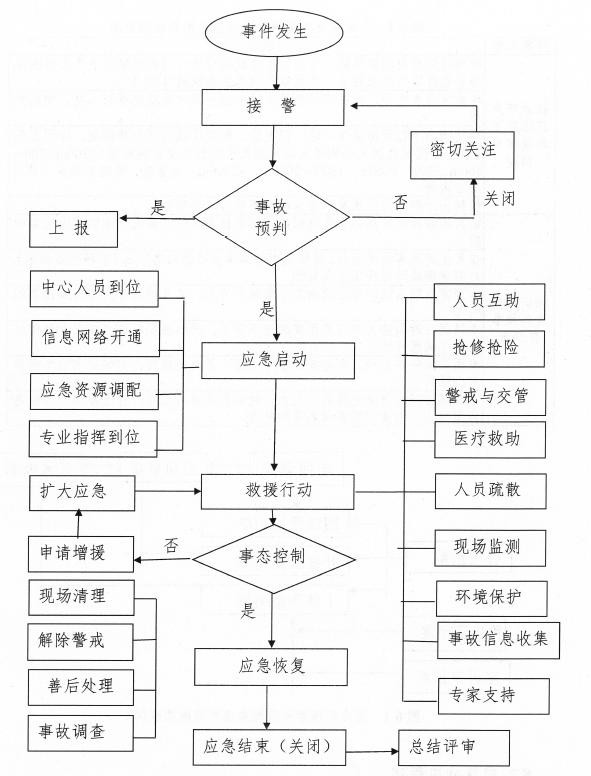 事件发生
接 警
密切关注
事故
预判
是
否
关闭
上 报
中心人员到位
信息网络开通
应急资源调配
专业指挥到位
是
应急启动
人员互助
抢修抢险
警戒与交管
医疗救助
扩大应急
救援行动
人员疏散
申请增援
否
事态控制
现场监测
现场清理
解除警戒
善后处理
事故调查
是
应急恢复
环境保护
事故信息收集
专家支持
应急结束（关闭）
总结评审